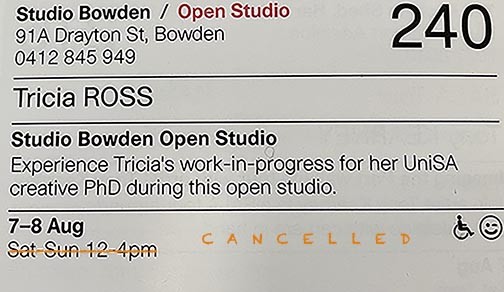 Studio Bowden / Open Studio
240
91A Drayton St, Bowden
0412 845 949
Tricia ROSS
Studio Bowden Open Studio
Experience Tricia's work-in-progress for her UniSA
creative PhD during this open studio.
7–8 Aug
Sat-Sun 12-4pm CANCELLED